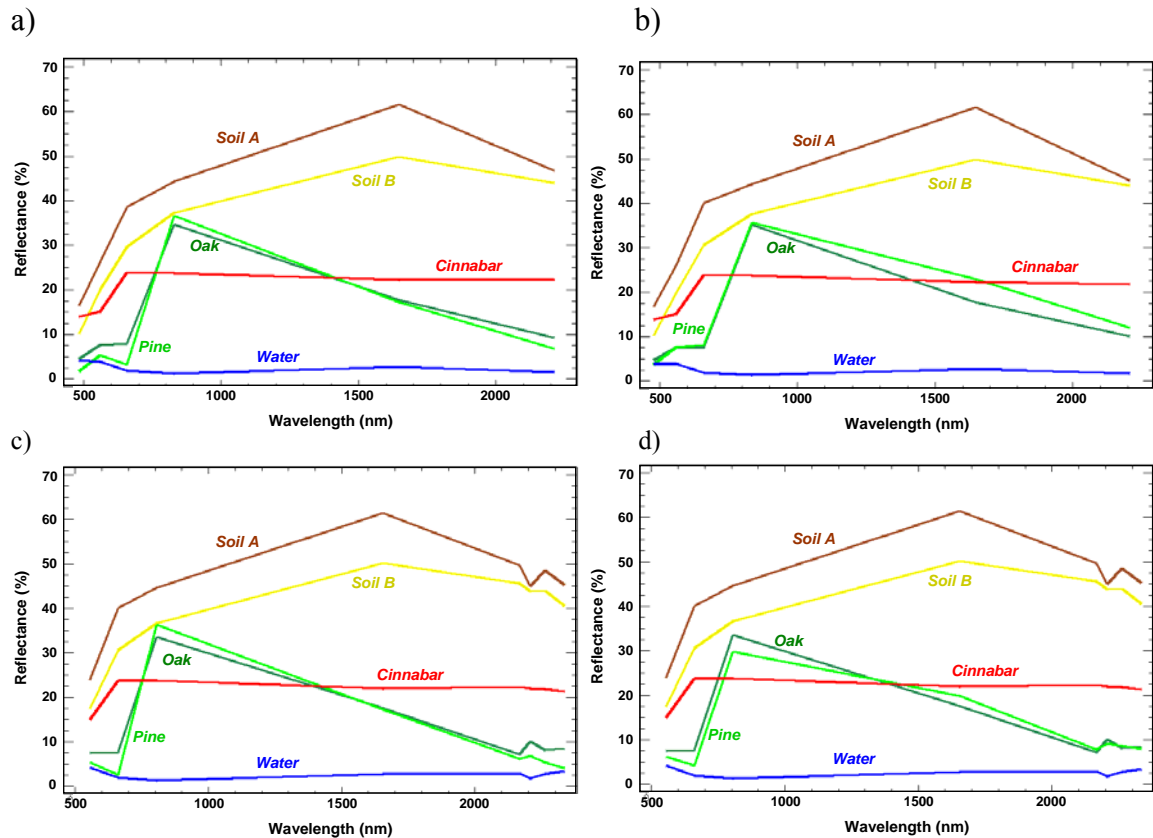 a)
70
60
50
40
30
20
10
0
Reflectance (%)
Soil A
Soil B
Oak
Cinnabar
Pine
Water
500
1000
1500
2000
Wavelength (nm)
b)
70
60
50
40
30
20
10
0
Reflectance (%)
Soil A
Soil B
Oak
Cinnabar
Pine
Water
500
1000
1500
2000
Wavelength (nm)
c)
70
60
50
40
30
20
10
0
Reflectance (%)
Soil A
Soil B
Oak
Cinnabar
Pine
Water
500
1000
1500
2000
Wavelength (nm)
d)
70
60
50
40
30
20
10
0
Reflectance (%)
Soil A
Soil B
Oak
Cinnabar
Pine
Water
500
1000
1500
2000
Wavelength (nm)